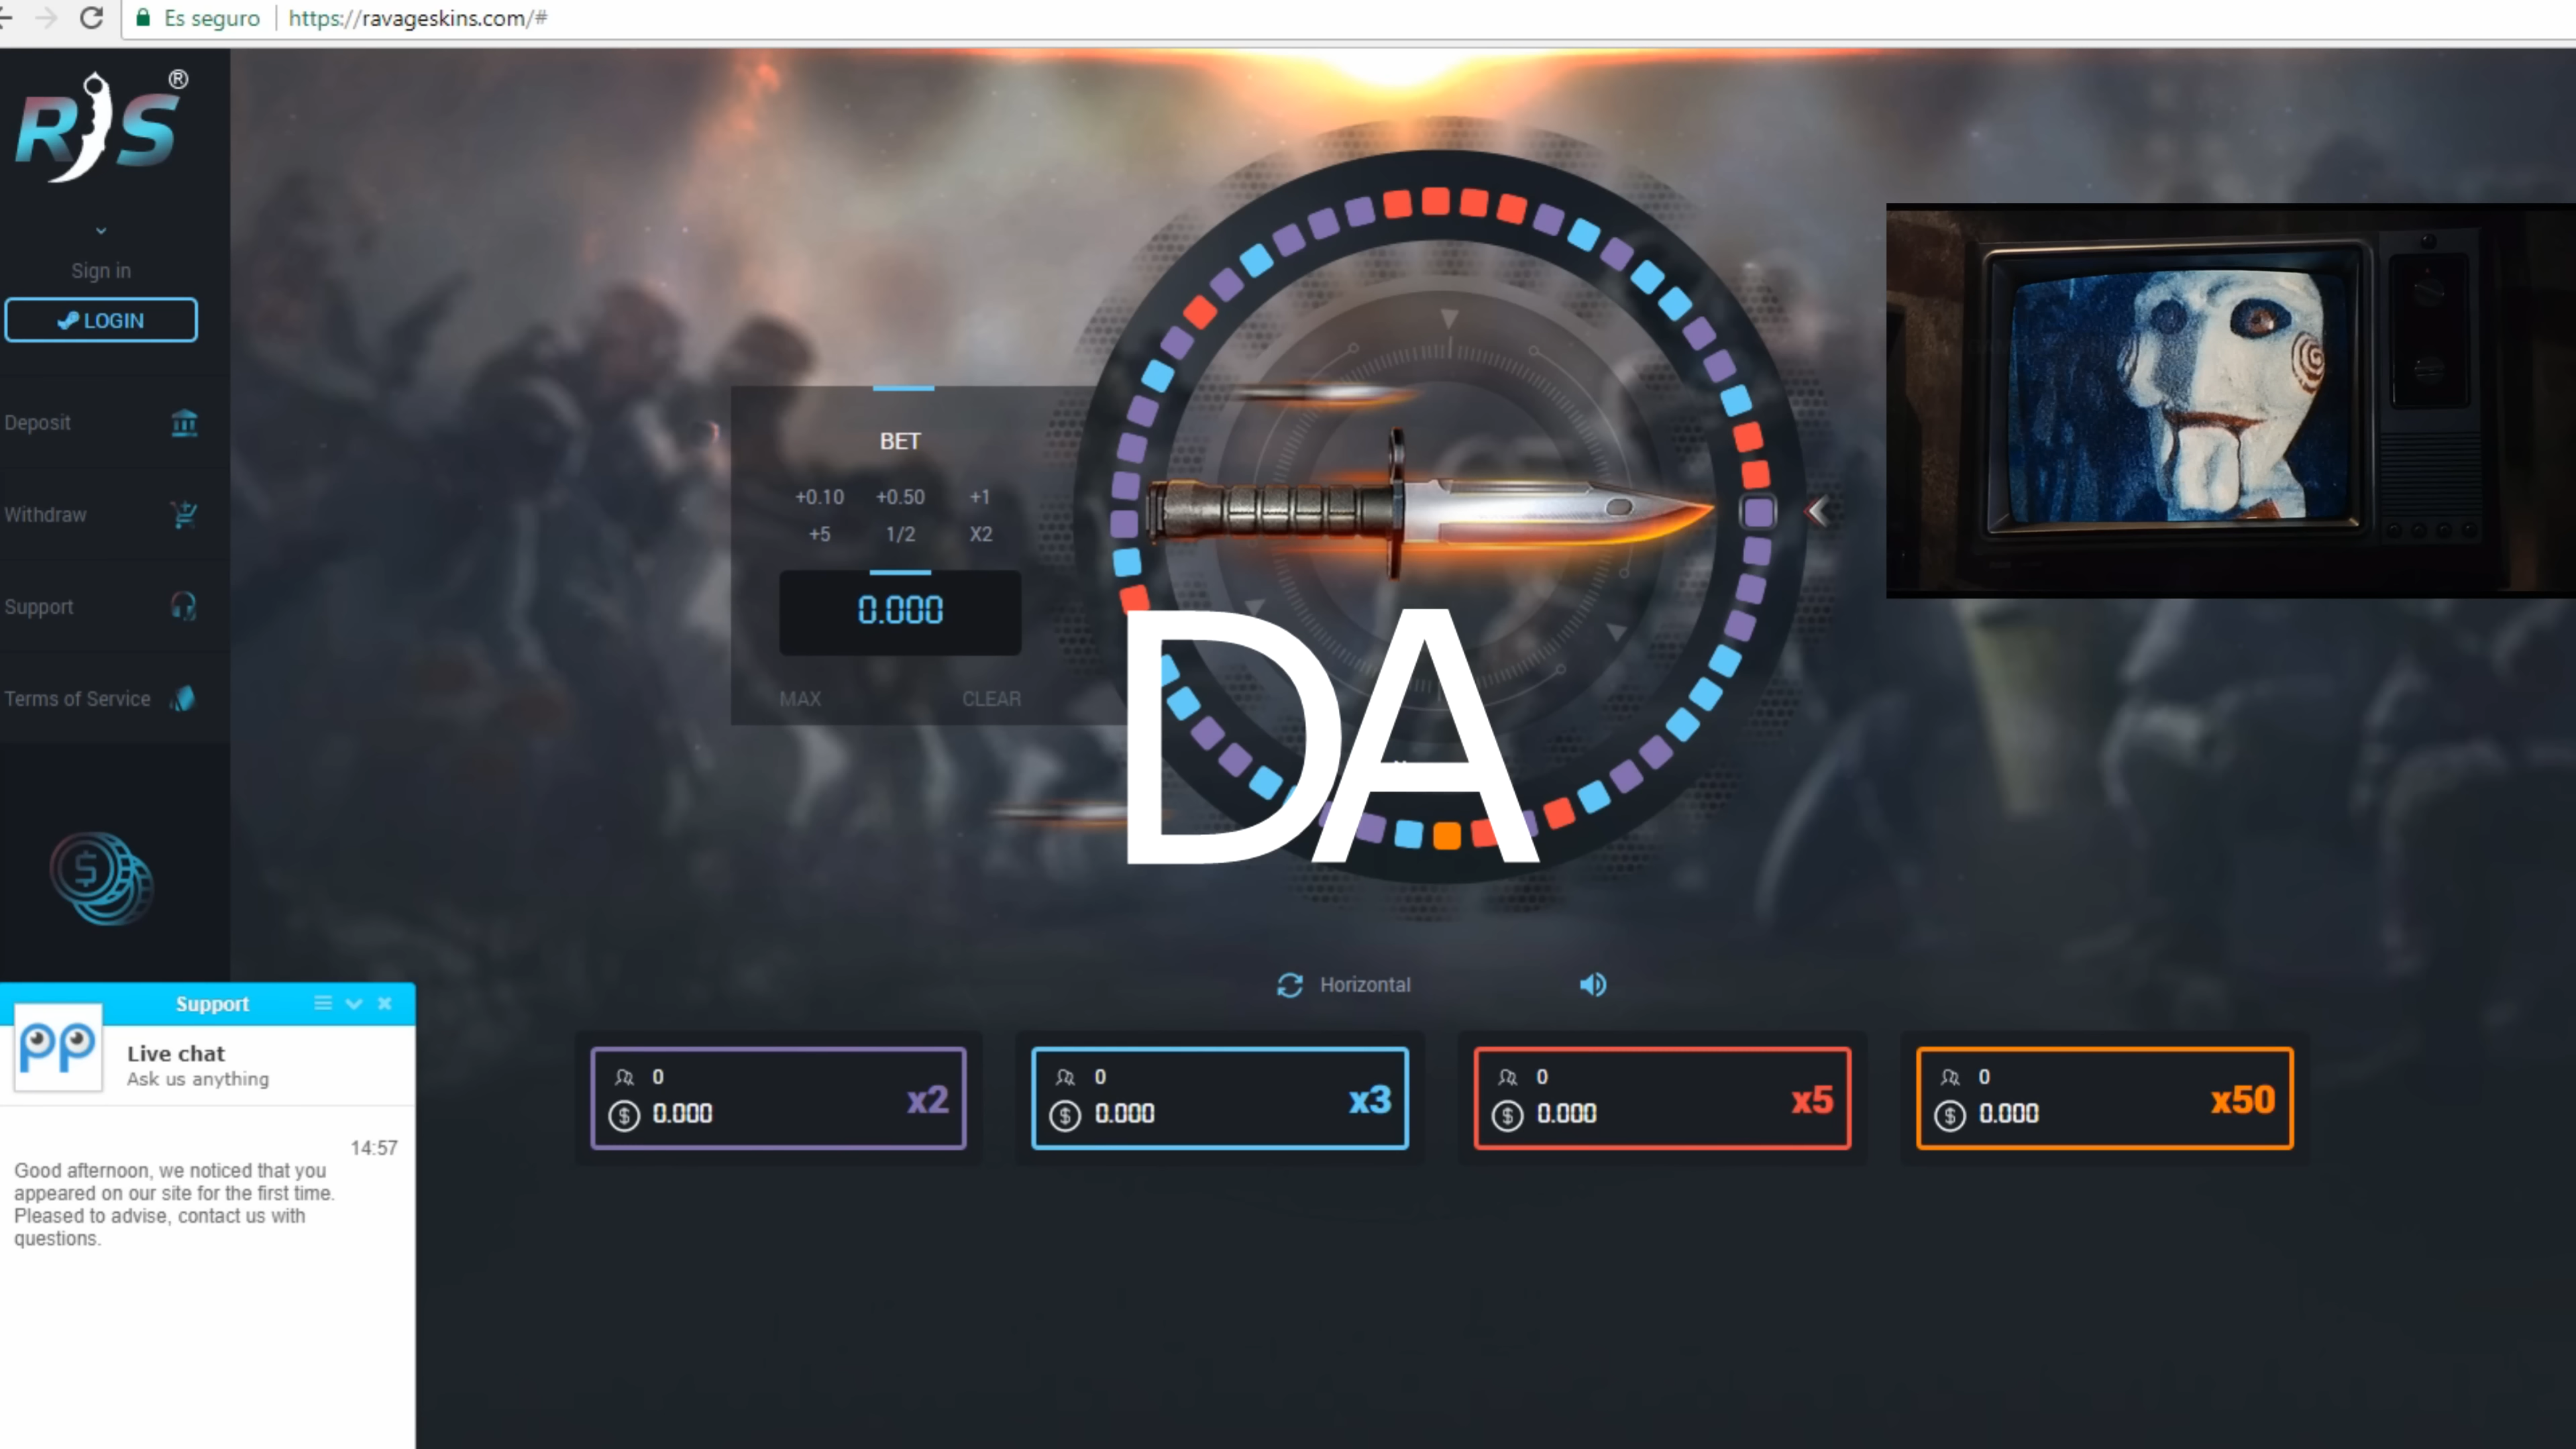 Es seguro https://ravageskins.com/#
RS®
Sign in
LOGIN
Deposit
Withdraw
Support
Terms of Service
BET
+0.10 +0.50 +1
+5 1/2 X2
0.000
MAX CLEAR
DA
Horizontal
0
0.000
x2
0
0.000
x3
0
0.000
x5
0
0.000
x50
Support
pp
Live chat
Ask us anything
14:57
Good afternoon, we noticed that you
appeared on our site for the first time.
Pleased to advise, contact us with
questions.